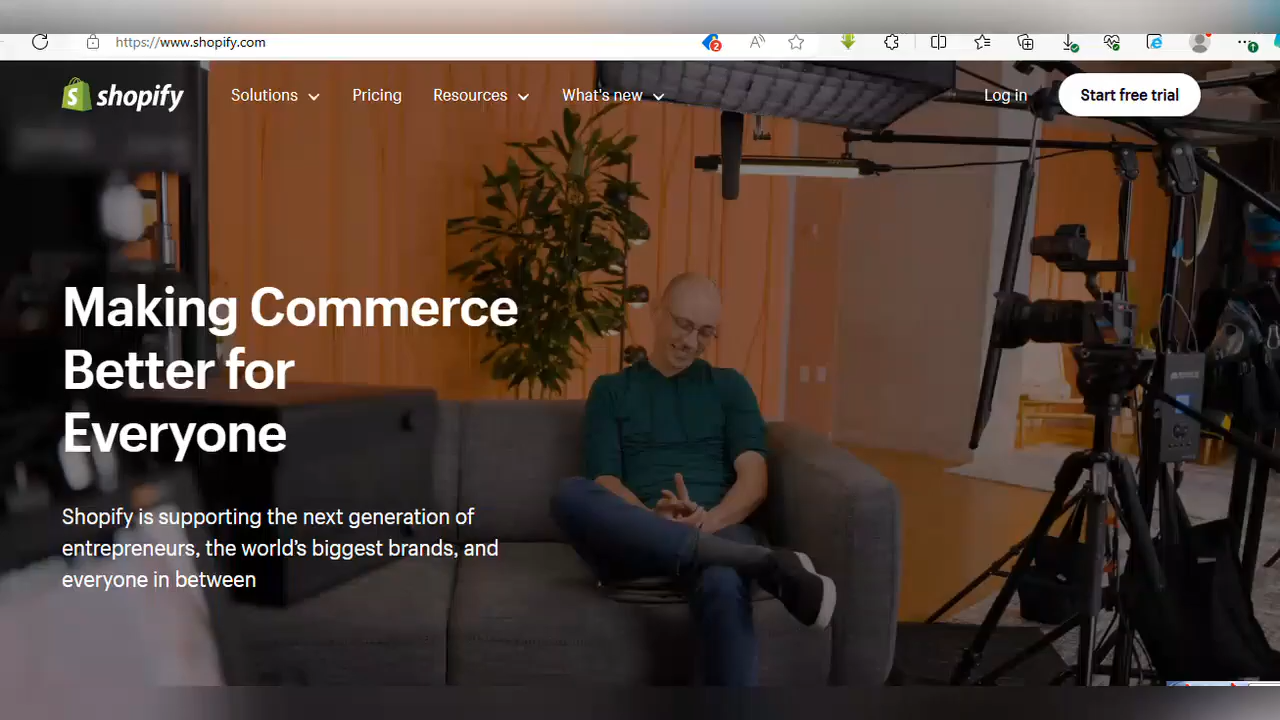 https://www.shopify.com
2
shopify
Solutions
Pricing
Resources
What's new
Log in
Start free trial
Making Commerce
Better for
Everyone
Shopify is supporting the next generation of
entrepreneurs, the world's biggest brands, and
everyone in between